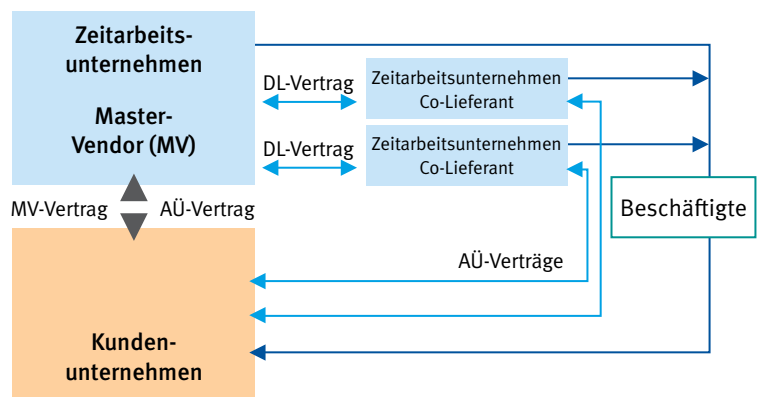 Zeitarbeits-
unternehmen
Master-
Vendor (MV)
DL-Vertrag
Zeitarbeitsunternehmen
Co-Lieferant
DL-Vertrag
Zeitarbeitsunternehmen
Co-Lieferant
MV-Vertrag
AÜ-Vertrag
Beschäftigte
AÜ-Verträge
Kunden-
unternehmen